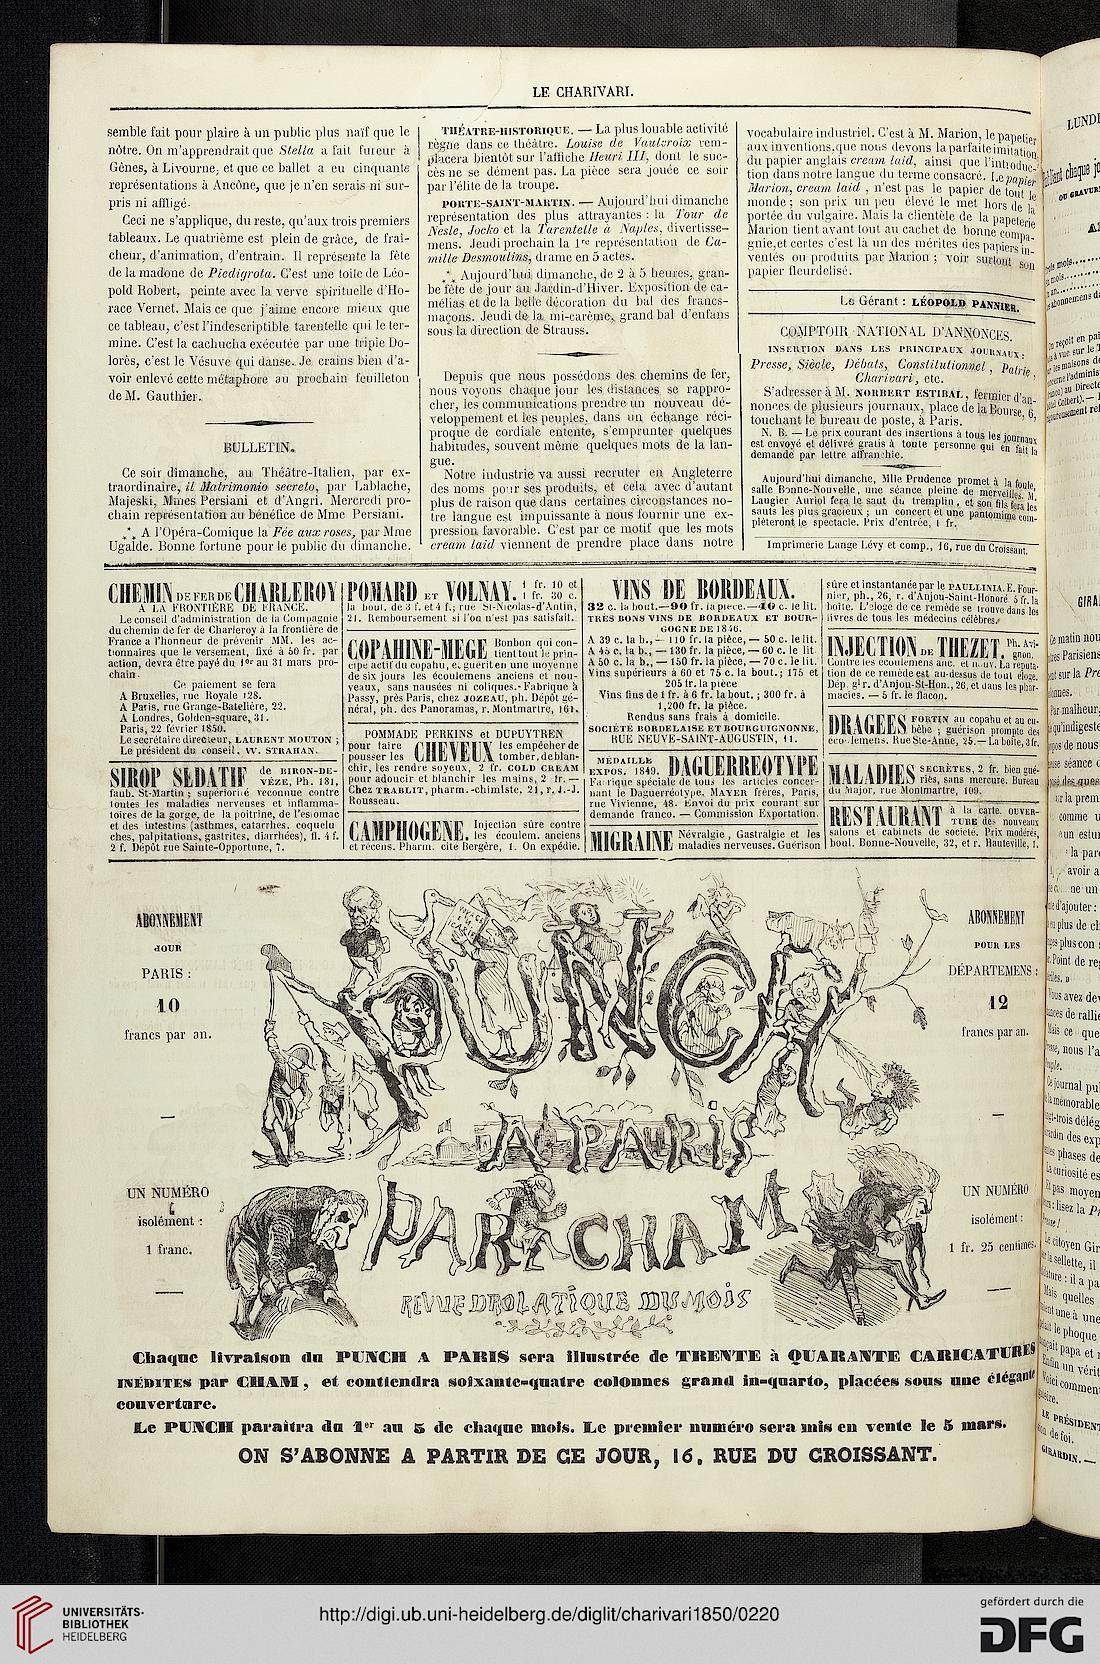 LE CHARIVARI.
semble fait pour plaire à un public plus naïf que le
nôtre. On m'apprendrait que Stella a fait fureur à
Gênes, à Livourne, et que ce ballet a eu cinquante
représentations à Ancône, que je n'en serais ni sur-
pris ni affligé.
Ceci ne s'applique, du reste, qu'aux trois premiers
tableaux. Le quatrième est plein de grâce, de fraî-
cheur, d'animation, d'entrain. Il représente la fête
de la madone de Piedigrota. C'est une toile de Léo-
pold Robert, peinte avec la verve spirituelle d'Ho-
race Vernet. Mais ce que j'aime encore mieux que
ce tableau, c'est l'indescriptible tarentelle qui le ter-
mine. C'est la cachucha exécutée par une triple Do-
lorès, c'est le Vésuve qui danse. Je crains bien d'a-
voir enlevé cette métaphore au prochain feuilleton
de M. Gauthier.
BULLETIN.
Ce soir dimanche, au Théâtre-Italien, par ex-
traordinaire, il Matrimonio secreto, par Lablache,
Majeski, Mmes Persiani et d'Angri. Mercredi pro-
chain représentation au bénéfice de Mme Persiani.
*** A l'Opéra-Comique la Fée aux roses, par Mme
Ugalde. Bonne fortune pour le public du dimanche.
THÉATRE-HISTORIQUE. — La plus louable activité
règne dans ce théâtre. Louise de Vaulcroix rem-
placera bientôt sur l'affiche Henri III, dont le suc-
cès ne se dément pas. La pièce sera jouée ce soir
par l'élite de la troupe.
PORTE-SAINT-MARTIN. — Aujourd'hui dimanche
représentation des plus attrayantes : la Tour de
Nesle, Jocko et la Tarentelle à Naples, divertisse-
mens. Jeudi prochain la 1re représentation de Ca-
mille Desmoulins, drame en 5 actes.
*** Aujourd'hui dimanche, de 2 à 5 heures, gran-
de fête de jour au Jardin-d'Hiver. Exposition de ca-
mélias et de la belle décoration du bal des francs-
maçons. Jeudi de la mi-carême, grand bal d'enfans
sous la direction de Strauss.
Depuis que nous possédons des chemins de fer,
nous voyons chaque jour les distances se rappro-
cher, les communications prendre un nouveau dé-
veloppement et les peuples, dans un échange réci-
proque de cordiale entente, s'emprunter quelques
habitudes, souvent même quelques mots de la lan-
gue.
Notre industrie va aussi recruter en Angleterre
des noms pour ses produits, et cela avec d'autant
plus de raison que dans certaines circonstances no-
tre langue est impuissante à nous fournir une ex-
pression favorable. C'est par ce motif que les mots
cream laid viennent de prendre place dans notre
vocabulaire industriel. C'est à M. Marion, le papetier
aux inventions, que nous devons la parfaite imitation
du papier anglais cream laid, ainsi que l'introduc-
tion dans notre langue du terme consacré. Le papier
Marion, cream laid, n'est pas le papier de tout le
monde ; son prix un peu élevé le met hors de la
portée du vulgaire. Mais la clientèle de la papeterie
Marion tient avant tout au cachet de bonne compa-
gnie, et certes c'est là un des mérites des papiers in-
ventés ou produits par Marion ; voir surtout son
papier fleurdelisé.
Le Gérant : LÉOPOLD PANNIER.
COMPTOIR NATIONAL D'ANNONCES.
INSERTION DANS LES PRINCIPAUX JOURNAUX :
Presse, Siècle, Débats, Constitutionnel, Patrie,
Charivari, etc.
S'adresser à M. NORBERT ESTIBAL, fermier d'an-
nonces de plusieurs journaux, place de la Bourse, 6,
touchant le bureau de poste, à Paris.
N. B. — Le prix courant des insertions à tous les journaux
est envoyé et délivré gratis à toute personne qui en fait la
demande par lettre affranchie.
Aujourd'hui dimanche, Mlle Prudence promet à la foule,
salle Bonne-Nouvelle, une séance pleine de merveilles. M.
Laugier Auriol fera le saut du tremplin, et son fils fera les
sauts les plus gracieux ; un concert et une pantomime com-
plèteront le spectacle. Prix d'entrée, 1 fr.
Imprimerie Lange Lévy et comp., 16, rue du Croissant.
CHEMIN DE FER DE CHARLEROY
A LA FRONTIÈRE DE FRANCE.
Le conseil d'administration de la Compagnie
du chemin de fer de Charleroy à la frontière de
France a l'honneur de prévenir MM. les ac-
tionnaires que le versement, fixé à 50 fr. par
action, devra être payé du 1er au 31 mars pro-
chain.
Ce paiement se fera
A Bruxelles, rue Royale 128.
A Paris, rue Grange-Batelière, 22.
A Londres, Golden-square, 31.
Paris, 22 février 1850.
Le secrétaire directeur, LAURENT MOUTON ;
Le président du conseil, W. STRAHAN.
SIROP SÉDATIF de BIRON-DE-
VÈZE, Ph. 181,
faub. St-Martin ; supériorité reconnue contre
toutes les maladies nerveuses et inflamma-
toires de la gorge, de la poitrine, de l'estomac
et des intestins (asthmes, catarrhes, coquelu
ches, palpitations, gastrites, diarrhées), fl. 4 f.
2 f. Dépôt rue Sainte-Opportune, 7.
POMARD ET VOLNAY. 1 fr. 10 et
1 fr. 30 c.
la bout. de 3 f. et 4 f.; rue St-Nicolas-d'Antin,
21. Remboursement si l'on n'est pas satisfait.
COPAHINE-MÈGE Bonbon qui con-
tient tout le prin-
cipe actif du copahu, et guérit en une moyenne
de six jours les écoulemens anciens et nou-
veaux, sans nausées ni coliques.- Fabrique à
Passy, près Paris, chez JOZEAU, ph. Dépôt gé-
néral, ph. des Panoramas, r. Montmartre, 161.
POMMADE PERKINS et DUPUYTREN
pour faire
pousser les CHEVEUX les empêcher de
tomber, de blan-
chir, les rendre soyeux, 2 fr. COLD CREAM
pour adoucir et blanchir les mains, 2 fr. —
Chez TRABLIT, pharm.-chimiste, 21, r. J.-J.
Rousseau.
CAMPHOGÈNE. Injection sûre contre
les écoulem. anciens
et récens. Pharm. cité Bergère, 1. On expédie.
VINS DE BORDEAUX.
32 c. la bout.—90 fr. la pièce.—40 c. le lit.
TRÈS BONS VINS DE BORDEAUX ET BOUR-
GOGNE DE 1846.
A 39 c. la b., — 110 fr. la pièce, — 50 c. le lit.
A 45 c. la b., — 130 fr. la pièce, — 60 c. le lit.
A 50 c. la b., — 150 fr. la pièce, — 70 c. le lit.
Vins supérieurs à 60 et 75 c. la bout.; 175 et
205 fr. la pièce
Vins fins de 1 fr. à 6 fr. la bout. ; 300 fr. à
1,200 fr. la pièce.
Rendus sans frais à domicile.
SOCIÉTÉ BORDELAISE ET BOURGUIGNONNE,
RUE NEUVE-SAINT-AUGUSTIN, 11.
MÉDAILLE
EXPOS. 1849. DAGUERRÉOTYPE
Fabrique spéciale de tous les articles concer-
nant le Daguerréotype. MAYER frères, Paris,
rue Vivienne, 48. Envoi du prix courant sur
demande franco. — Commission Exportation.
MIGRAINE Névralgie, Gastralgie et les
maladies nerveuses. Guérison
sûre et instantanée par le PAULLINIA. E. Four-
nier, ph., 26, r. d'Anjou-Saint-Honoré 5 fr. la
boîte. L'éloge de ce remède se trouve dans les
livres de tous les médecins célèbres.
INJECTION DE THEZET, Ph. Avi-
gnon.
Contre les écoulemens anc. et nouv. La réputa-
tion de ce remède est au-dessus de tout éloge.
Dép. gér. d'Anjou-St-Hon., 26, et dans les phar-
macies. — 5 fr. le flacon.
DRAGÉES FORTIN au copahu et au cu-
bèbe ; guérison prompte des
écoulemens. Rue Ste-Anne, 25.— La boîte, 3 fr.
MALADIES SECRÈTES, 2 fr. bien gué-
riés, sans mercure. Bureau
du Major, rue Montmartre, 109.
RESTAURANT à la carte. OUVER-
TURE des nouveaux
salons et cabinets de société. Prix modérés,
boul. Bonne-Nouvelle, 32, et r. Hauteville, 1.
ABONNEMENT
POUR
PARIS :
10
francs par an.
UN NUMÉRO
isolément :
1 franc.
PUNCH
A PARIS
PAR CHAM
REVUE DROLATIQUE DU MOIS
ABONNEMENT
POUR LES
DÉPARTEMENS :
12
francs par an.
UN NUMÉRO
isolément :
1 fr. 25 centimes.
Chaque livraison du PUNCH A PARIS sera illustrée de TRENTE à QUARANTE CARICATURES
INÉDITES par CHAM, et contiendra soixante-quatre colonnes grand in-quarto, placées sous une élégante
couverture.
Le PUNCH paraîtra du 1er au 5 de chaque mois. Le premier numéro sera mis en vente le 5 mars.
ON S'ABONNE A PARTIR DE CE JOUR, 16, RUE DU CROISSANT.
UNIVERSITÄTS-
BIBLIOTHEK
HEIDELBERG
http://digi.ub.uni-heidelberg.de/diglit/charivari1850/0220
gefördert durch die
DFG